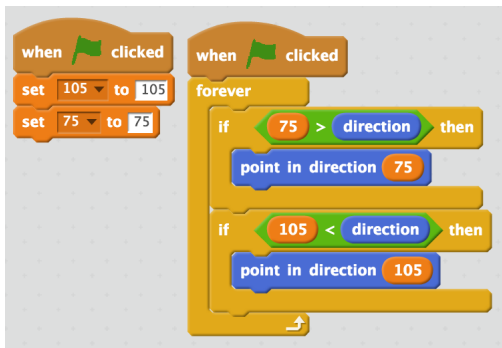 when clicked
set 105 to 105
set 75 to 75
when clicked
forever
if 75 > direction then
point in direction 75
if 105 < direction then
point in direction 105